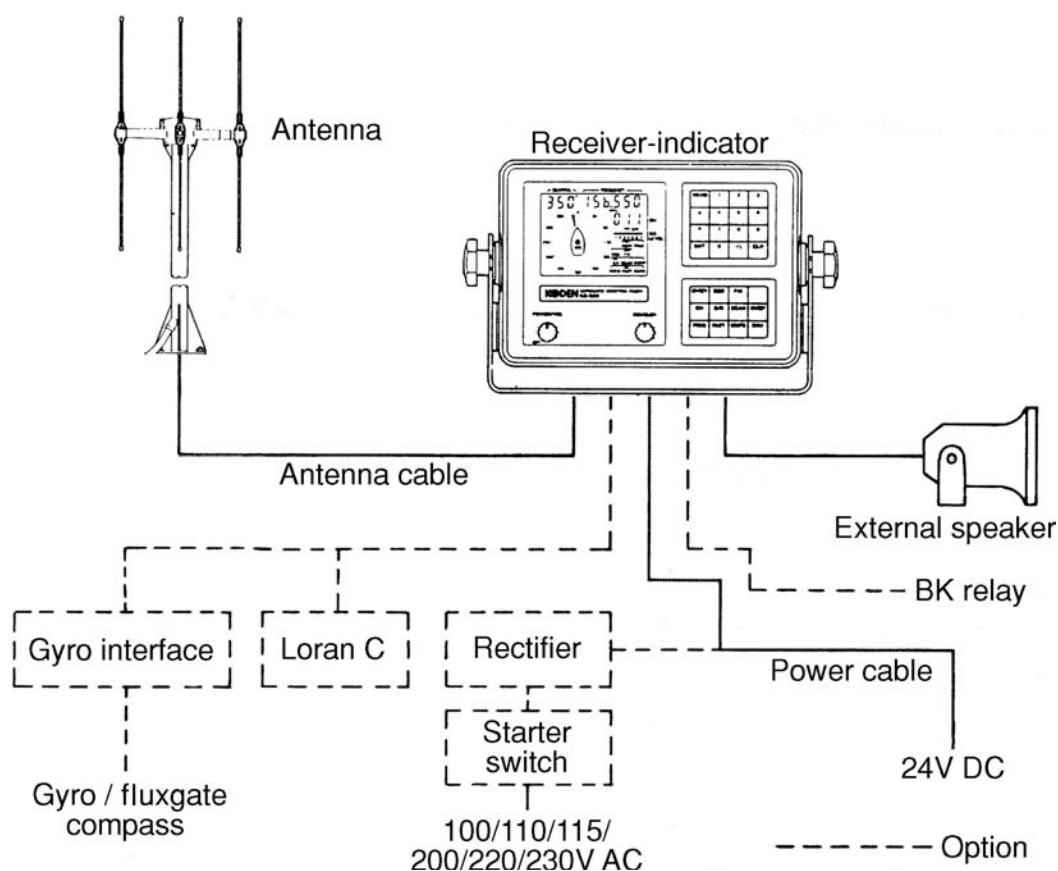 Antenna
Receiver-indicator
350° 156.550
011
KODEN
Antenna cable
External speaker
BK relay
Gyro interface
Loran C
Rectifier
Power cable
Starter
switch
24V DC
Gyro / fluxgate
compass
100/110/115/
200/220/230V AC
Option